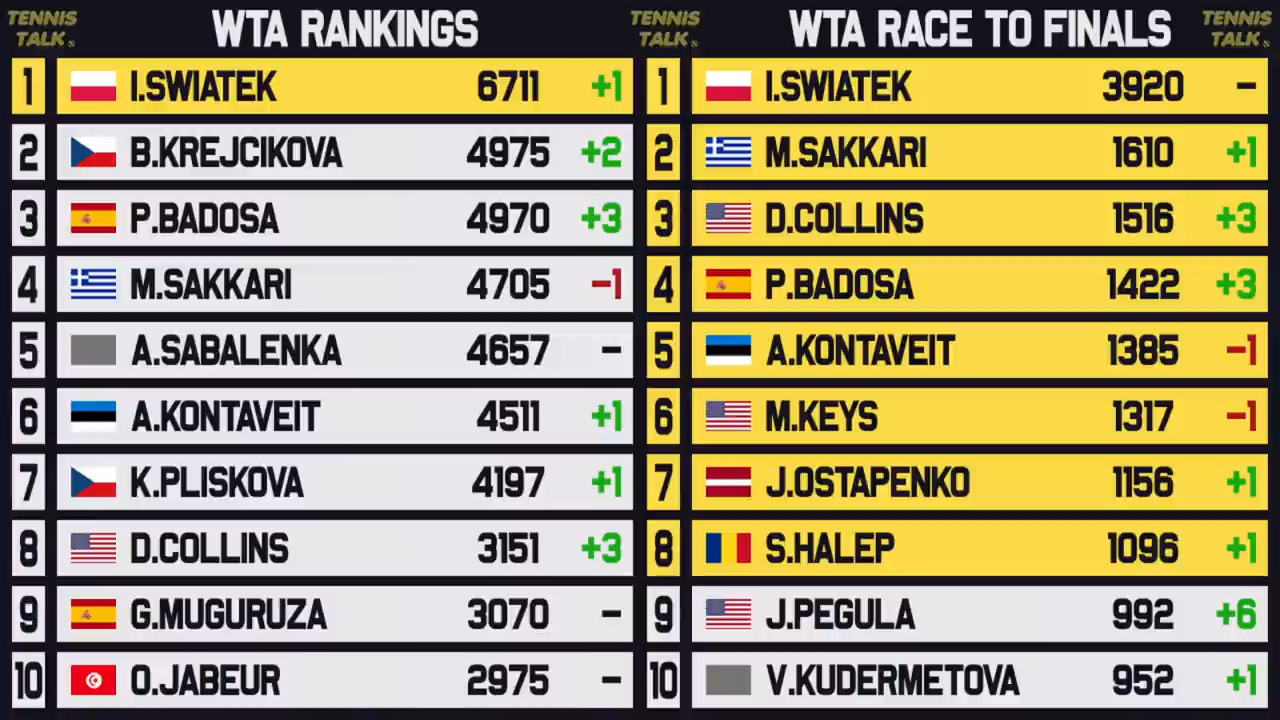 TENNIS TALK. WTA RANKINGS TENNIS TALK. WTA RACE TO FINALS TENNIS TALK.
1 I.SWIATEK 6711 +1 1 I.SWIATEK 3920 –
2 B.KREJCIKOVA 4975 +2 2 M.SAKKARI 1610 +1
3 P.BADOSA 4970 +3 3 D.COLLINS 1516 +3
4 M.SAKKARI 4705 –1 4 P.BADOSA 1422 +3
5 A.SABALENKA 4657 – 5 A.KONTAVEIT 1385 –1
6 A.KONTAVEIT 4511 +1 6 M.KEYS 1317 –1
7 K.PLISKOVA 4197 +1 7 J.OSTAPENKO 1156 +1
8 D.COLLINS 3151 +3 8 S.HALEP 1096 +1
9 G.MUGURUZA 3070 – 9 J.PEGULA 992 +6
10 O.JABEUR 2975 – 10 V.KUDERMETOVA 952 +1